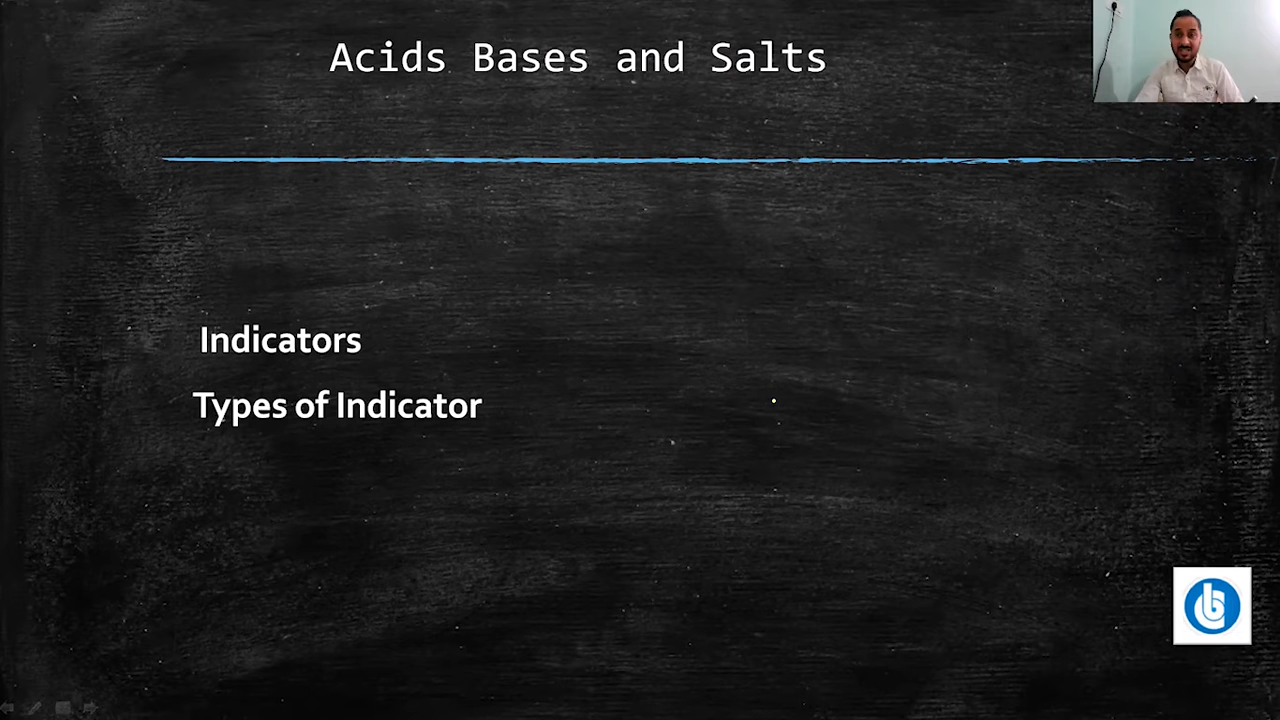 Acids Bases and Salts
Indicators
Types of Indicator